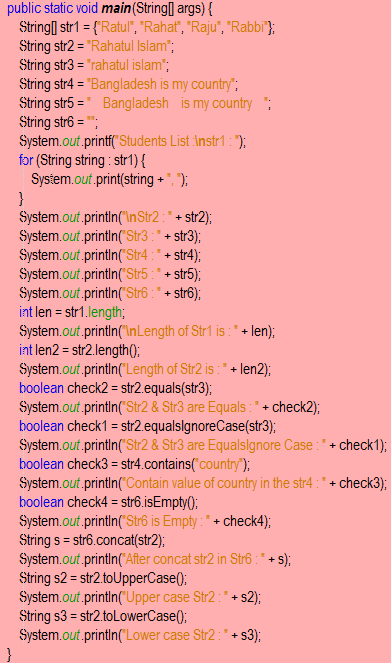 public static void main(String[] args) {
String[] str1 = {"Ratul", "Rahat", "Raju", "Rabbi"};
String str2 = "Rahatul Islam";
String str3 = "rahatul islam";
String str4 = "Bangladesh is my country";
String str5 = "    Bangladesh    is my country    ";
String str6 = "";
System.out.printf("Students List :\nstr1 : ");
for (String string : str1) {
System.out.print(string + ", ");
}
System.out.println("\nStr2 : " + str2);
System.out.println("Str3 : " + str3);
System.out.println("Str4 : " + str4);
System.out.println("Str5 : " + str5);
System.out.println("Str6 : " + str6);
int len = str1.length;
System.out.println("\nLength of Str1 is : " + len);
int len2 = str2.length();
System.out.println("Length of Str2 is : " + len2);
boolean check2 = str2.equals(str3);
System.out.println("Str2 & Str3 are Equals : " + check2);
boolean check1 = str2.equalsIgnoreCase(str3);
System.out.println("Str2 & Str3 are EqualsIgnore Case : " + check1);
boolean check3 = str4.contains("country");
System.out.println("Contain value of country in the str4 : " + check3);
boolean check4 = str6.isEmpty();
System.out.println("Str6 is Empty : " + check4);
String s = str6.concat(str2);
System.out.println("After concat str2 in Str6 : " + s);
String s2 = str2.toUpperCase();
System.out.println("Upper case Str2 : " + s2);
String s3 = str2.toLowerCase();
System.out.println("Lower case Str2 : " + s3);
}